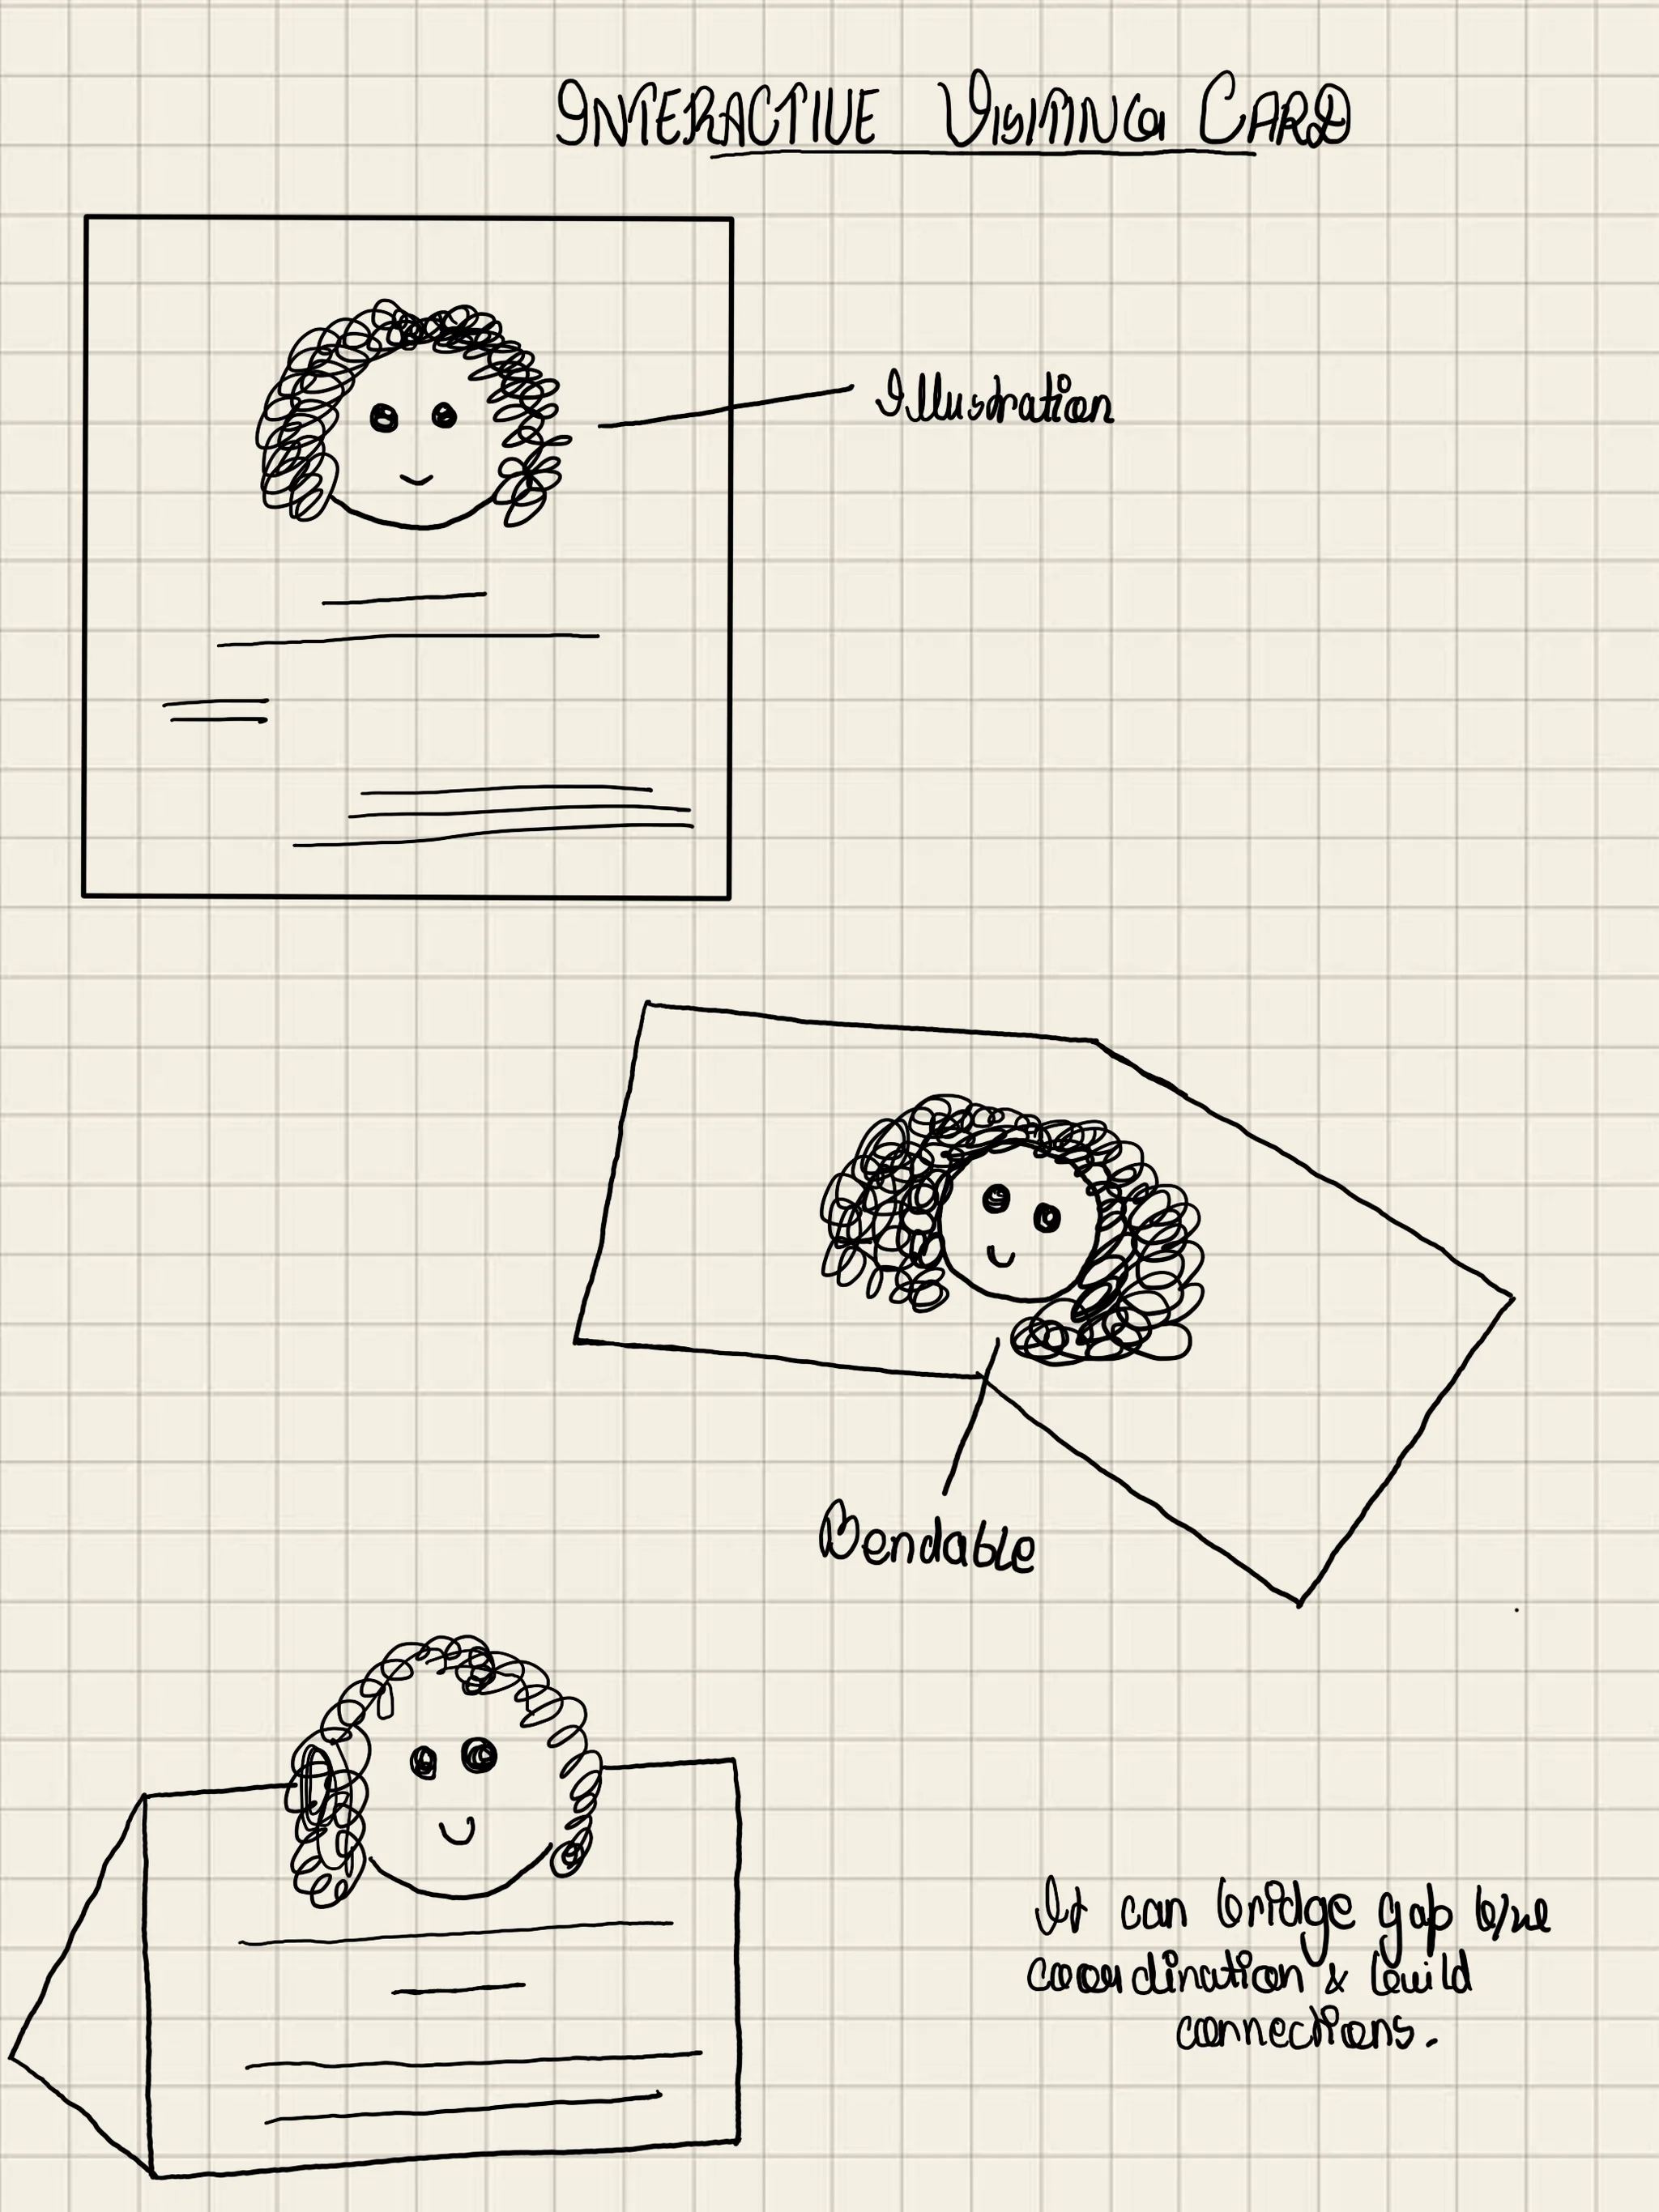 INTERACTIVE VISITING CARD
Illustration
Bendable
It can bridge gap b/w
coordination & build
connections.